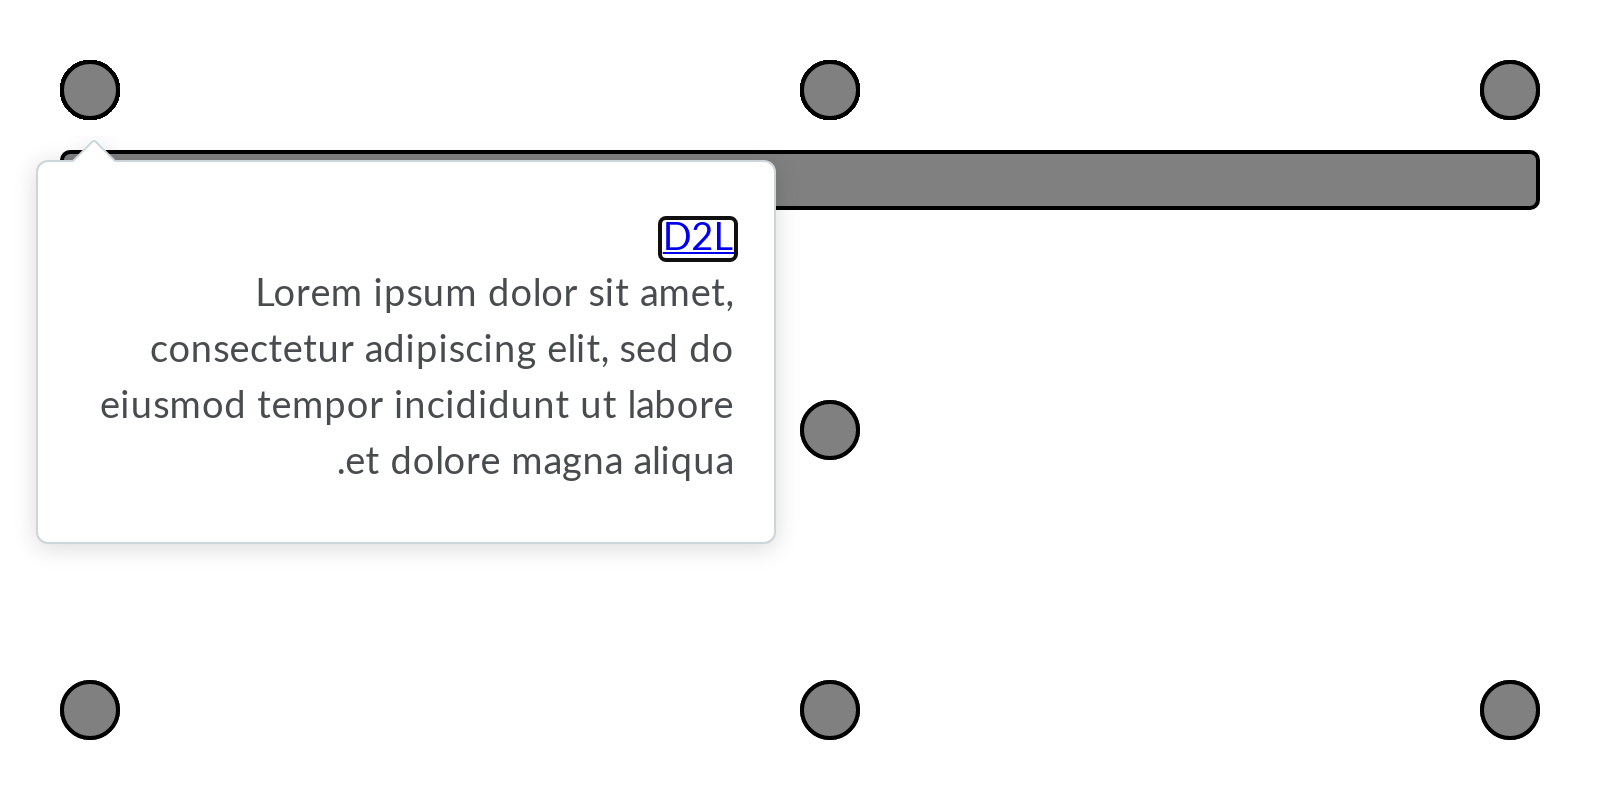 D2L
Lorem ipsum dolor sit amet,
consectetur adipiscing elit, sed do
eiusmod tempor incididunt ut labore
.et dolore magna aliqua